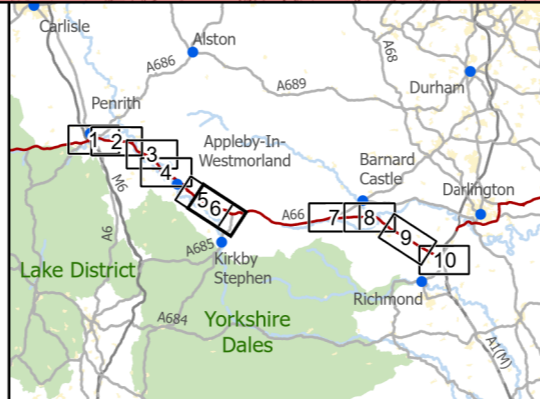 Carlisle
Alston
A686
A68
A689
Durham
Penrith
1
2
3
4
5
6
Appleby-In-
Westmorland
Barnard
Castle
Darlington
A66
7
8
9
10
M6
A6
A685
Kirkby
Stephen
Lake District
Richmond
A684
Yorkshire
Dales
A1(M)